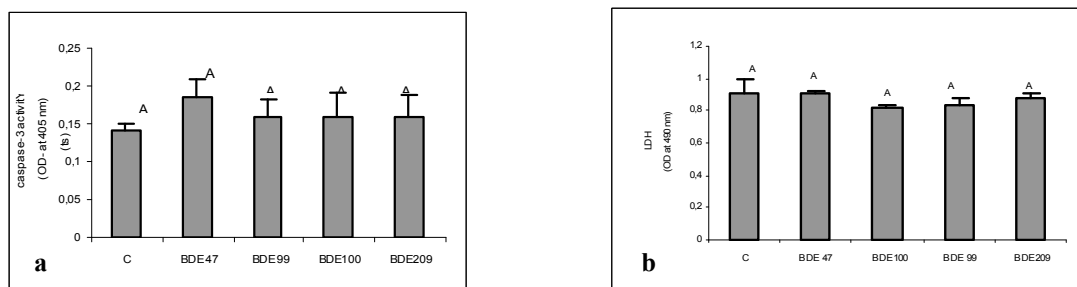 0,25
0,2
0,15
0,1
0,05
0
caspase-3 activity
(OD- at 405 nm)
(ts)
A
A
A
A
A
C
BDE47
BDE99
BDE100
BDE209
a
1,2
1
0,8
0,6
0,4
0,2
0
LDH
(OD at 490 nm)
A
A
A
A
A
C
BDE 47
BDE100
BDE 99
BDE209
b